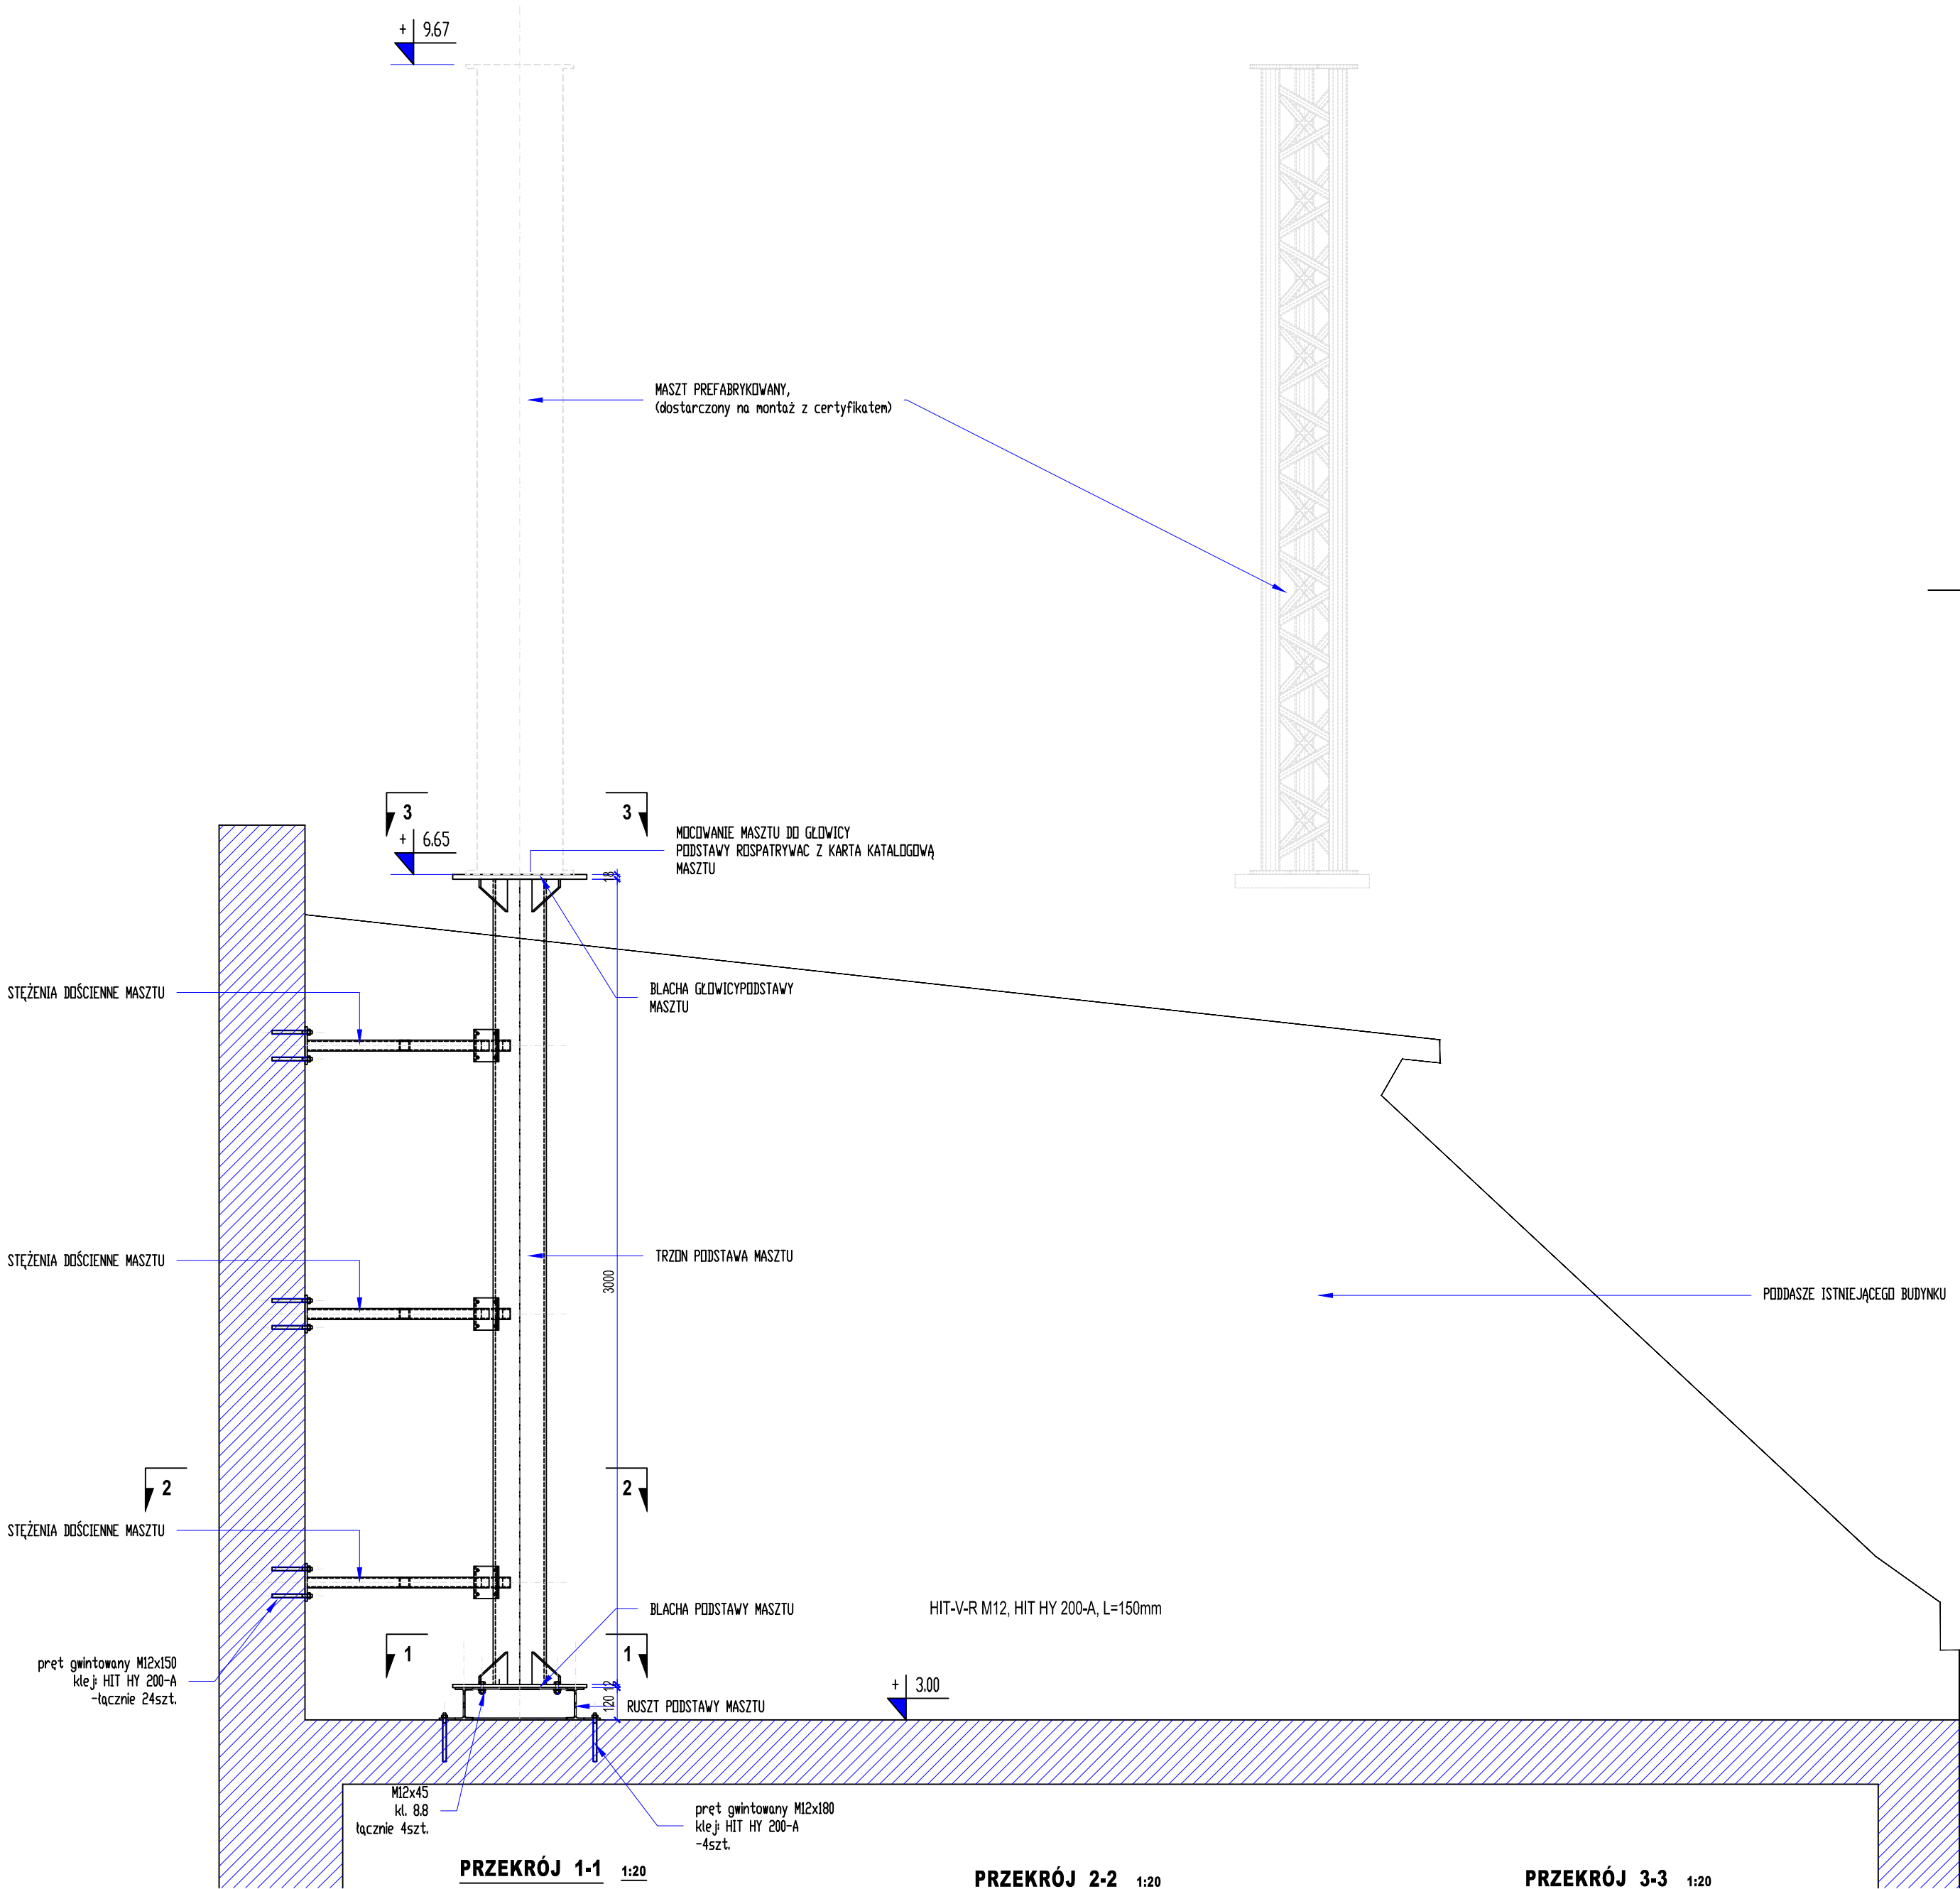 + 9.67
MASZT PREFABRYKOWANY,
(dostarczony na montaż z certyfikatem)
3
3
+ 6.65
MOCOWANIE MASZTU DO GŁOWICY
PODSTAWY ROSPATRYWAC Z KARTA KATALOGOWĄ
MASZTU
18
STĘŻENIA DOŚCIENNE MASZTU
BLACHA GŁOWICYPODSTAWY
MASZTU
STĘŻENIA DOŚCIENNE MASZTU
TRZON PODSTAWA MASZTU
3000
PODDASZE ISTNIEJĄCEGO BUDYNKU
2
2
STĘŻENIA DOŚCIENNE MASZTU
BLACHA PODSTAWY MASZTU
HIT-V-R M12, HIT HY 200-A, L=150mm
1
1
pręt gwintowany M12x150
klej: HIT HY 200-A
-łącznie 24szt.
+ 3.00
12
120
RUSZT PODSTAWY MASZTU
M12x45
kl. 8.8
łącznie 4szt.
pręt gwintowany M12x180
klej: HIT HY 200-A
-4szt.
PRZEKRÓJ 1-1 1:20
PRZEKRÓJ 2-2 1:20
PRZEKRÓJ 3-3 1:20